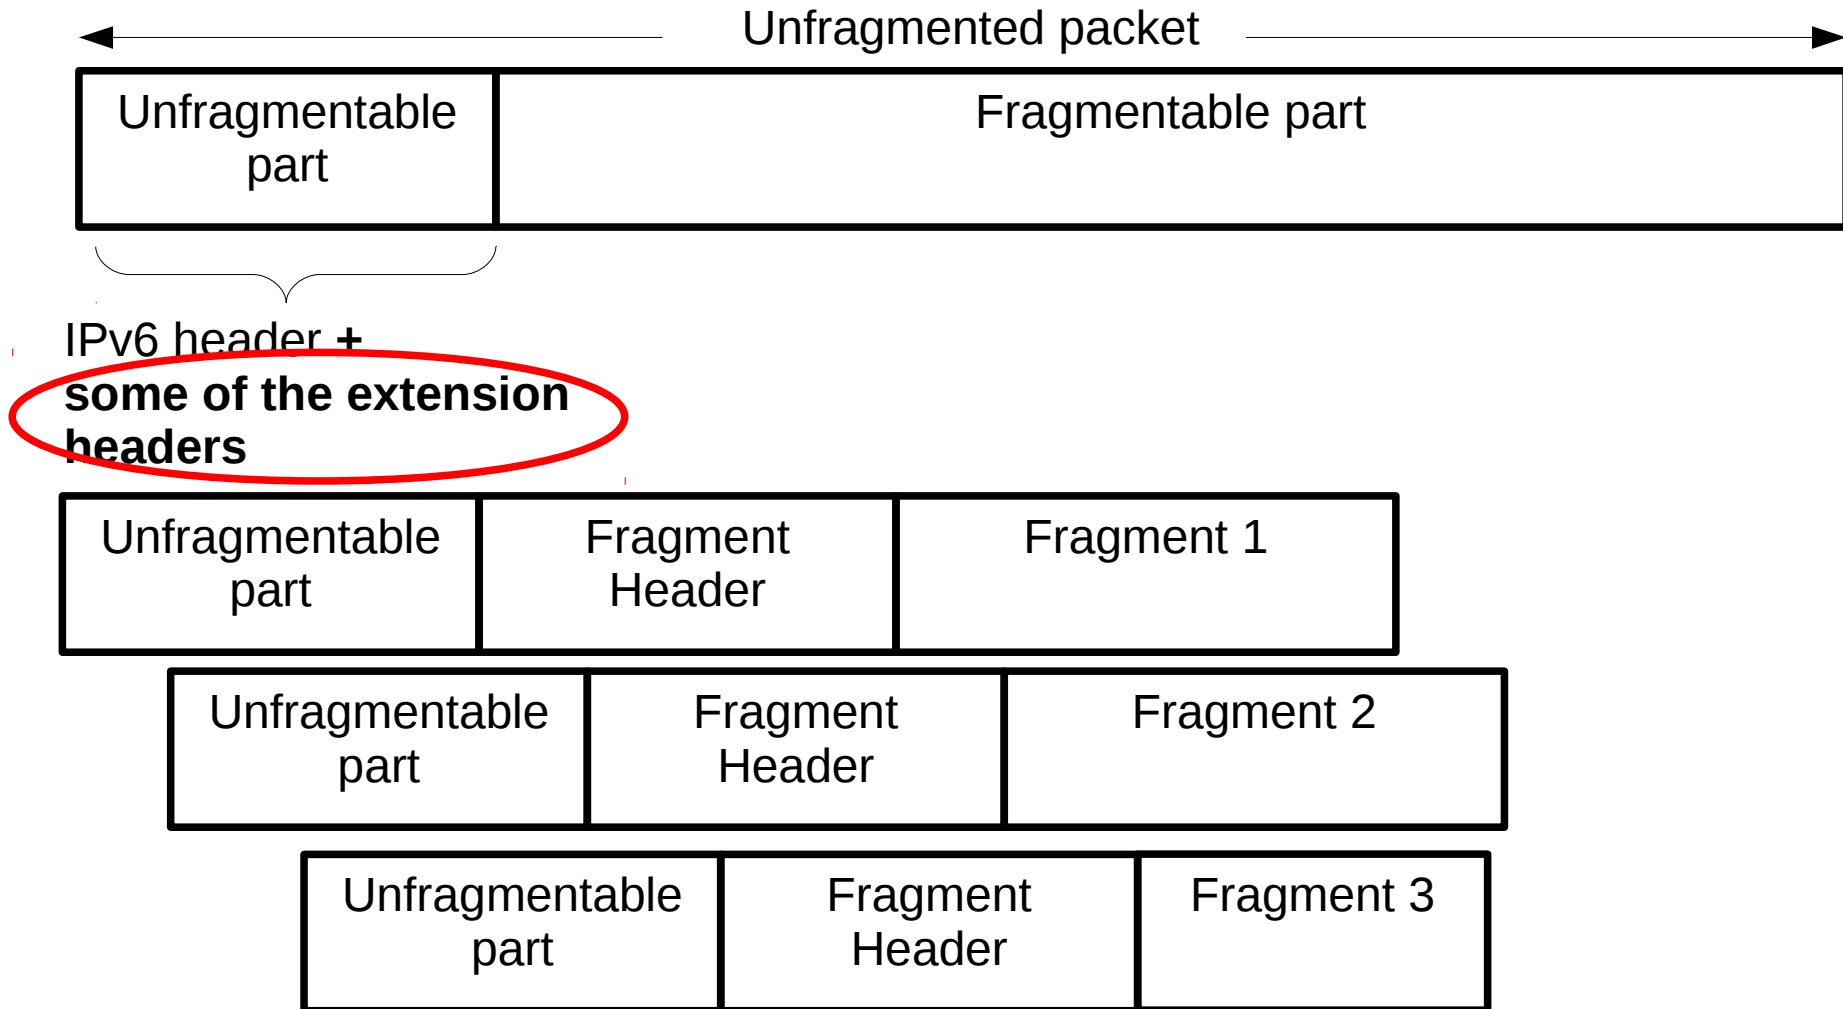 Unfragmented packet
Unfragmentable
part
Fragmentable part
IPv6 header +
some of the extension
headers
Unfragmentable
part
Fragment
Header
Fragment 1
Unfragmentable
part
Fragment
Header
Fragment 2
Unfragmentable
part
Fragment
Header
Fragment 3